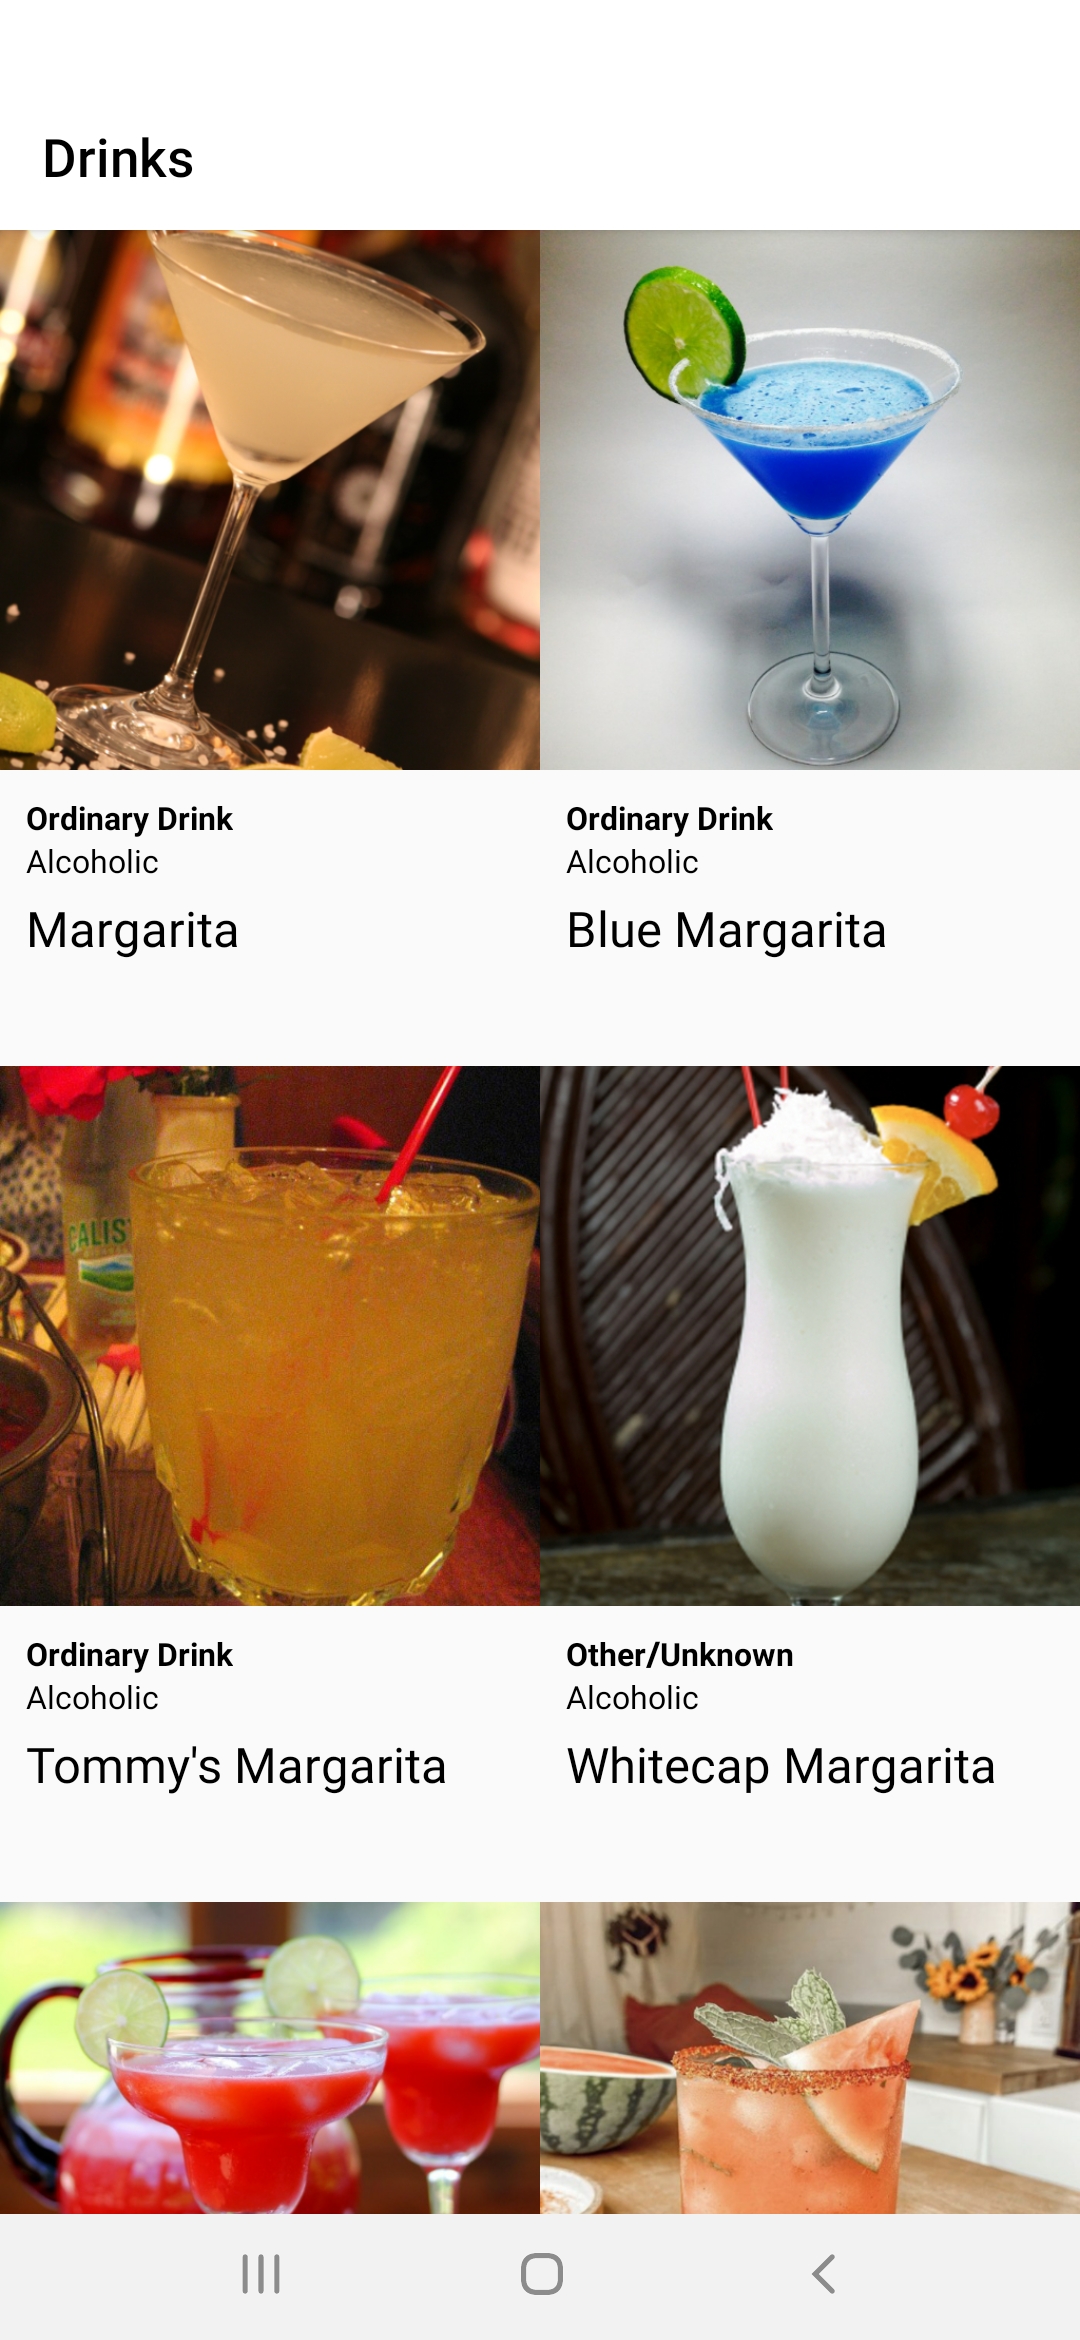 Drinks
Ordinary Drink
Alcoholic
Margarita
Ordinary Drink
Alcoholic
Blue Margarita
CALIS
Ordinary Drink
Alcoholic
Tommy's Margarita
Other/Unknown
Alcoholic
Whitecap Margarita